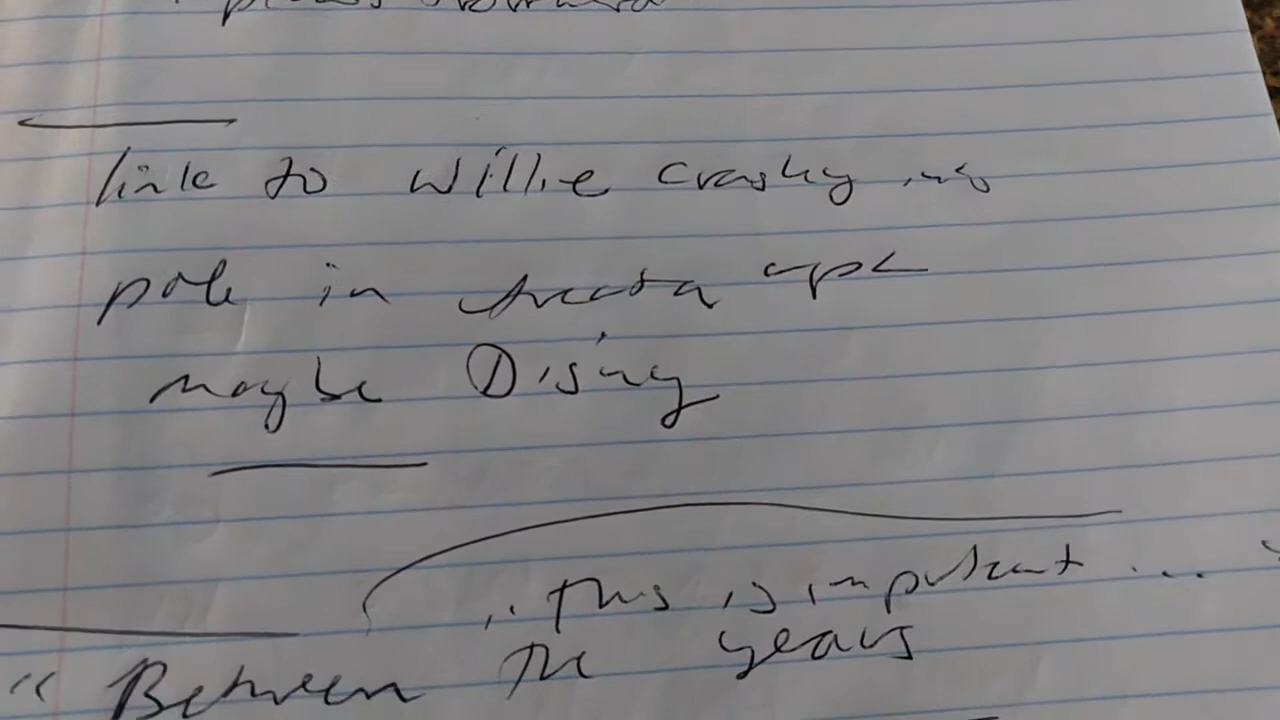 link to Willie crashing into
pole in
maybe Disney
"This is important ...
"Between the years